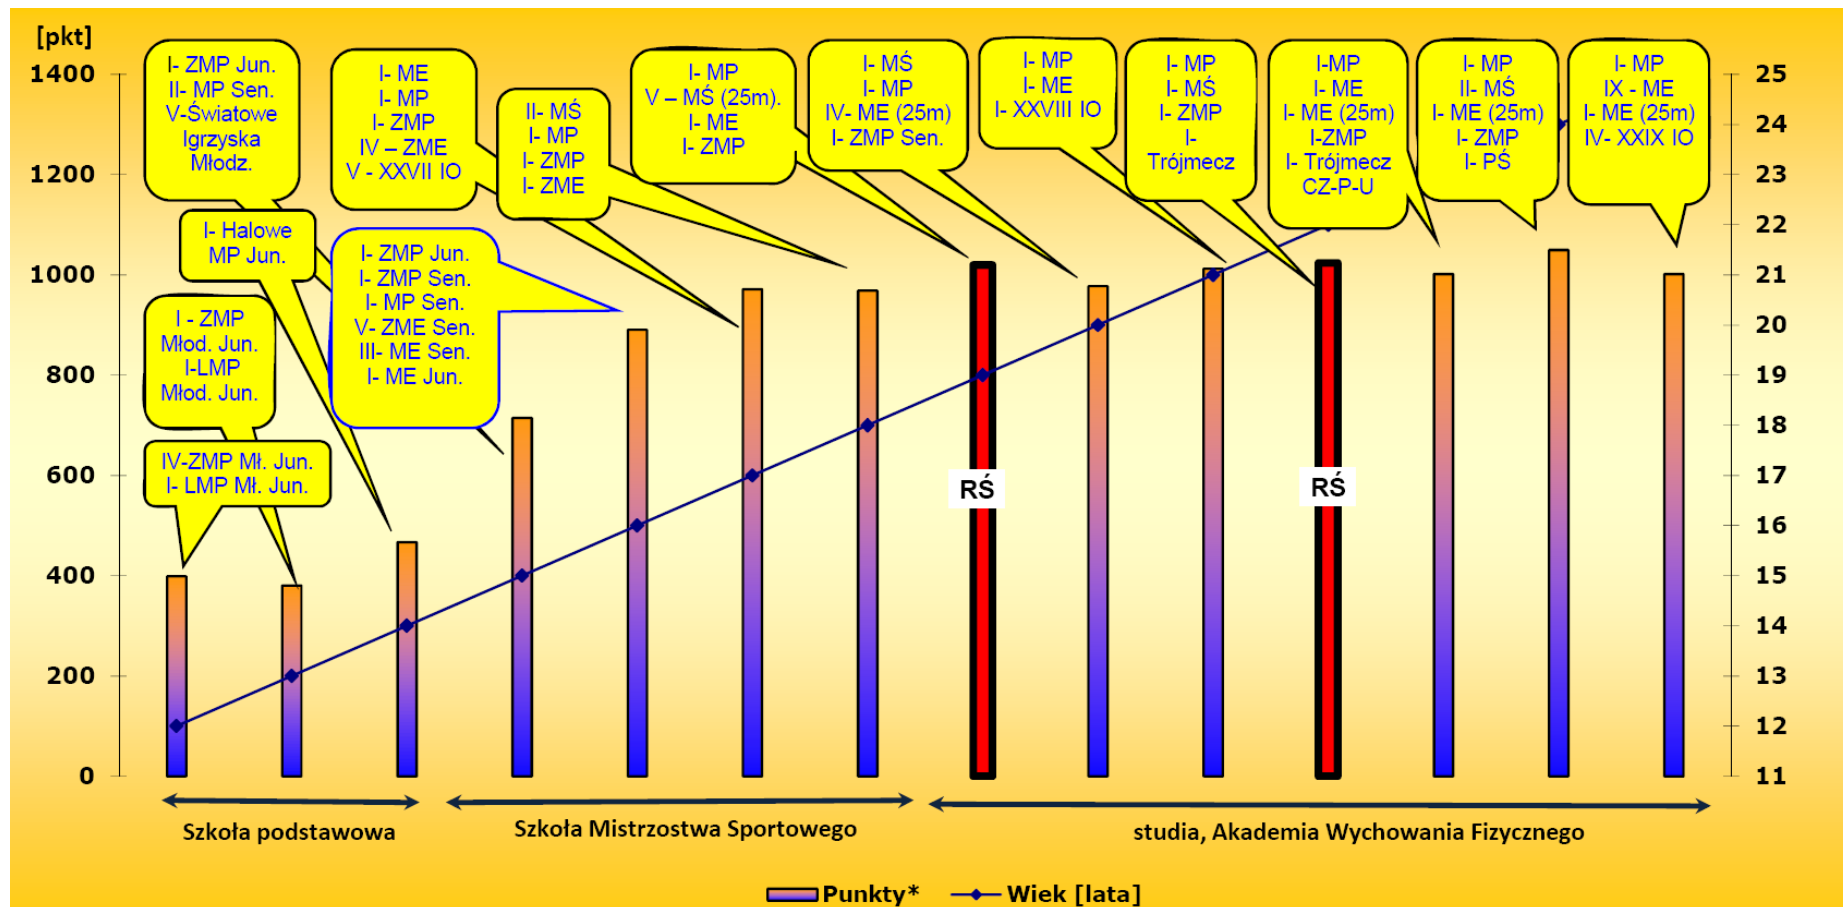 [pkt]
1400
1200
1000
800
600
400
200
0
I- ZMP Jun.
II- MP Sen.
V-Światowe
Igrzyska
Młodz.
I- Halowe
MP Jun.
I - ZMP
Młod. Jun.
I-LMP
Młod. Jun.
IV-ZMP Mł. Jun.
I- LMP Mł. Jun.
I- ME
I- MP
I- ZMP
IV – ZME
V - XXVII IO
I- ZMP Jun.
I- ZMP Sen.
I- MP Sen.
V- ZME Sen.
III- ME Sen.
I- ME Jun.
II- MŚ
I- MP
I- ZMP
I- ZME
I- MP
V – MŚ (25m).
I- ME
I- ZMP
I- MŚ
I- MP
IV- ME (25m)
I- ZMP Sen.
I- MP
I- ME
I- XXVIII IO
I- MP
I- MŚ
I- ZMP
I-
Trójmecz
I-MP
I- ME
I- ME (25m)
I-ZMP
I- Trójmecz
CZ-P-U
I- MP
II- MŚ
I- ME (25m)
I- ZMP
I- PŚ
I- MP
IX - ME
I- ME (25m)
IV- XXIX IO
25
24
23
22
21
20
19
18
17
16
15
14
13
12
11
RŚ
RŚ
Szkoła podstawowa
Szkoła Mistrzostwa Sportowego
studia, Akademia Wychowania Fizycznego
Punkty*
Wiek [lata]